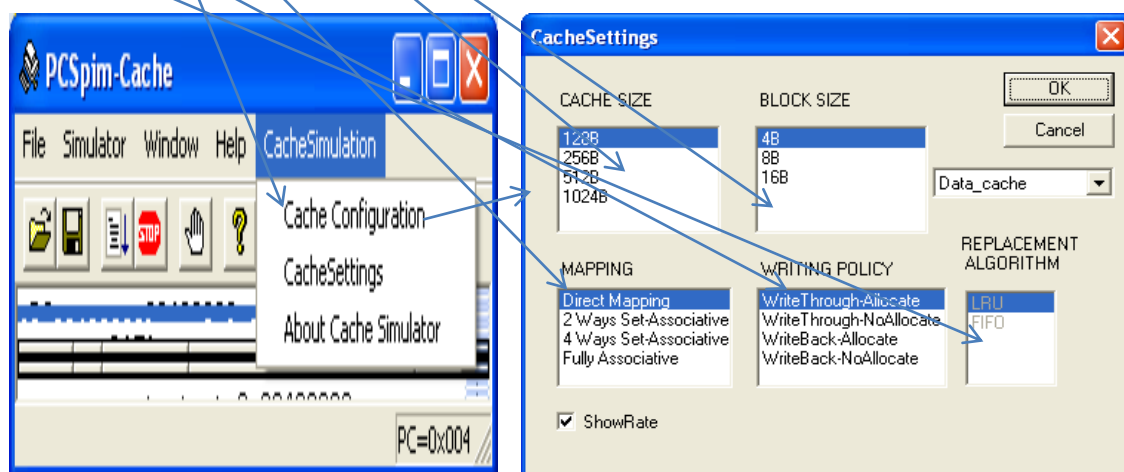 PCSpim-Cache
File Simulator Window Help CacheSimulation
STOP
?
Cache Configuration
CacheSettings
About Cache Simulator
PC=0x004
CacheSettings
CACHE SIZE
128B
256B
512B
1024B
BLOCK SIZE
4B
8B
16B
OK
Cancel
Data_cache
MAPPING
Direct Mapping
2 Ways Set-Associative
4 Ways Set-Associative
Fully Associative
WRITING POLICY
WriteThrough-Allocate
WriteThrough-NoAllocate
WriteBack-Allocate
WriteBack-NoAllocate
REPLACEMENT
ALGORITHM
LRU
FIFO
ShowRate